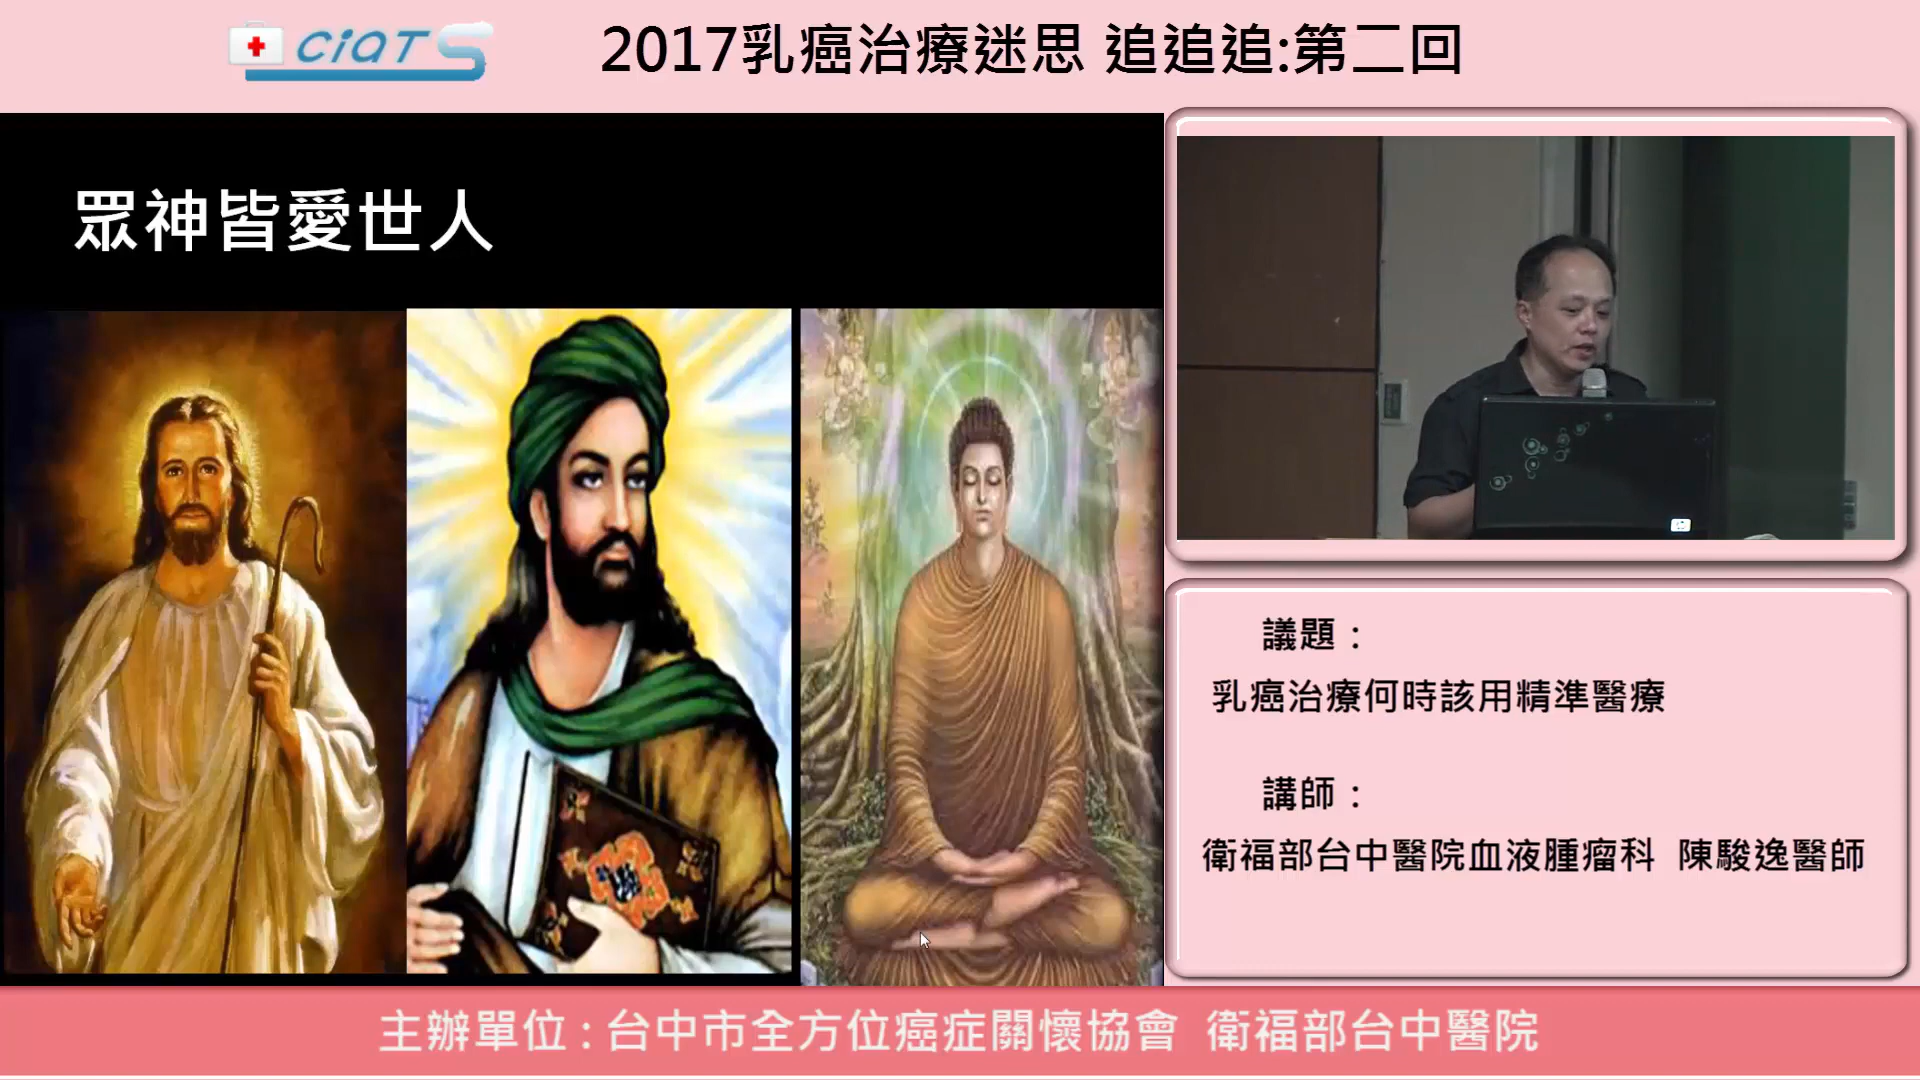 ciaTS
2017乳癌治療迷思 追追追:第二回
眾神皆愛世人
議題：
乳癌治療何時該用精準醫療
講師：
衛福部台中醫院血液腫瘤科 陳駿逸醫師
主辦單位：台中市全方位癌症關懷協會 衛福部台中醫院